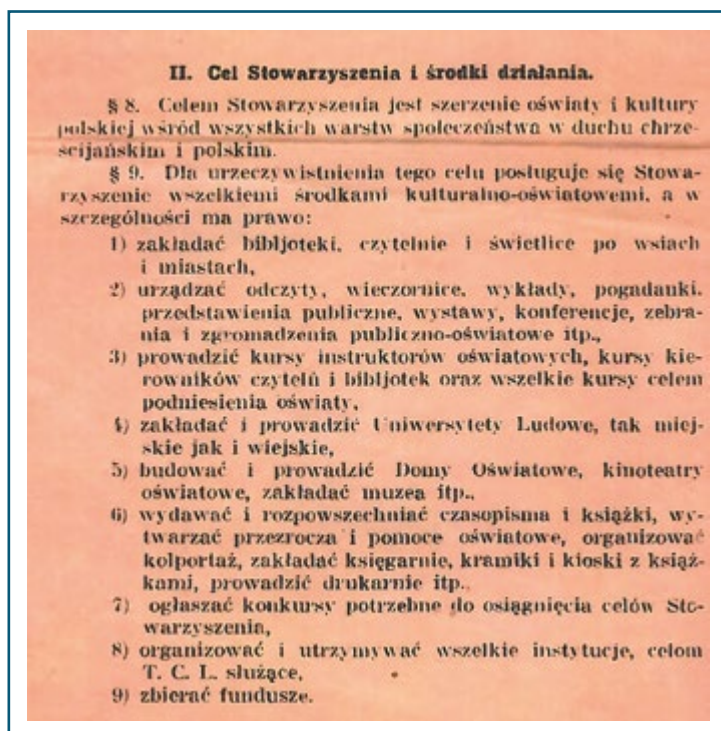 II. Cel Stowarzyszenia i środki działania.
§ 8. Celem Stowarzyszenia jest szerzenie oświaty i kultury
polskiej wśród wszystkich warstw społeczeństwa w duchu chrze-
ścijańskim i polskim.
§ 9. Dla urzeczywistnienia tego celu posługuje się Stowa-
rzyszenie wszelkiemi środkami kulturalno-oświatowemi, a w
szczególności ma prawo:
1) zakładać bibljoteki, czytelnie i świetlice po wsiach
i miastach,
2) urządzać odczyty, wieczornice, wykłady, pogadanki,
przedstawienia publiczne, wystawy, konferencje, zebra-
nia i zgromadzenia publiczno-oświatowe itp.,
3) prowadzić kursy instruktorów oświatowych, kursy kie-
rowników czyteln̄i i bibljotek oraz wszelkie kursy celem
podniesienia oświaty,
4) zakładać i prowadzić Uniwersytety Ludowe, tak miej-
skie jak i wiejskie,
5) budować i prowadzić Domy Oświatowe, kinoteatry
oświatowe, zakładać muzea itp.,
6) wydawać i rozpowszechniać czasopisma i książki, wy-
twarzać przezrocza i pomoce oświatowe, organizować
kolportaż, zakładać księgarnie, kramiki i kioski z książ-
kami, prowadzić drukarnie itp.,
7) ogłaszać konkursy potrzebne do osiągnięcia celów Sto-
warzyszenia,
8) organizować i utrzymywać wszelkie instytucje, celom
T. C. L. służące,
9) zbierać fundusze.